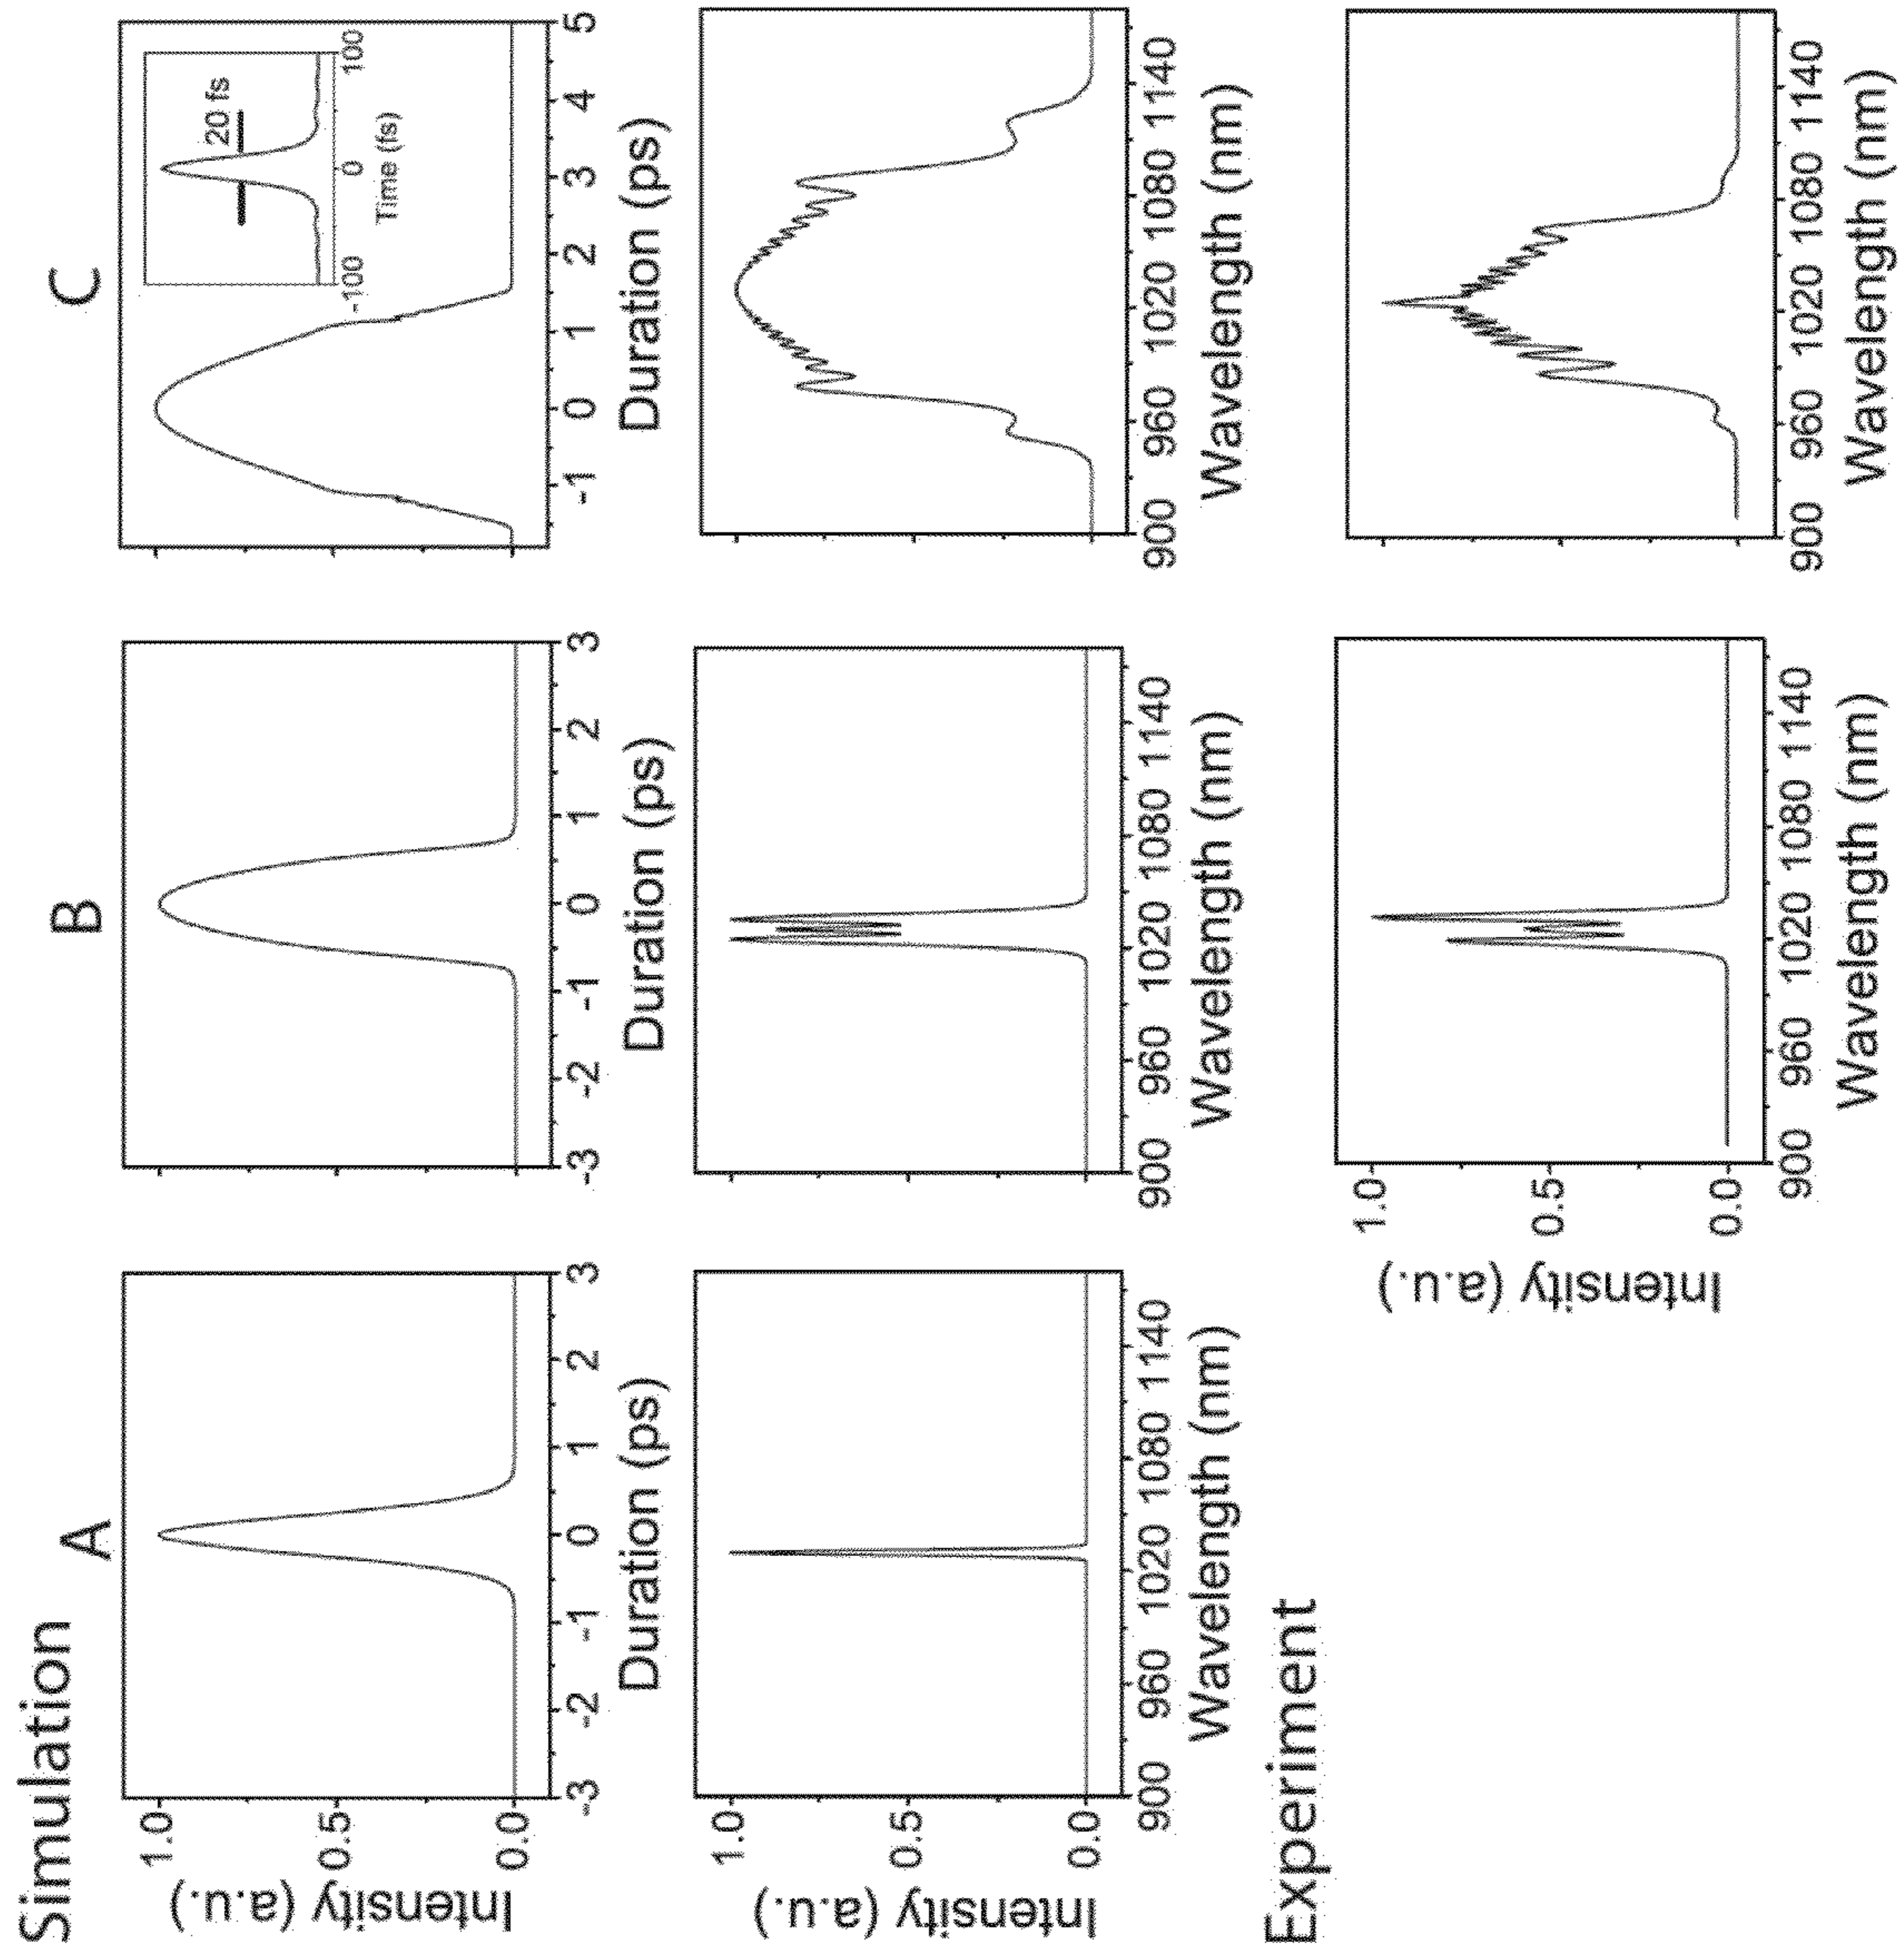 Simulation
A
B
C
Intensity (a.u.)
1.0
0.5
0.0
-3 -2 -1 0 1 2 3
Duration (ps)
-3 -2 -1 0 1 2 3
Duration (ps)
20 fs
-100 0 100
Time (fs)
-1 0 1 2 3 4 5
Duration (ps)
Intensity (a.u.)
1.0
0.5
0.0
900 960 1020 1080 1140
Wavelength (nm)
900 960 1020 1080 1140
Wavelength (nm)
900 960 1020 1080 1140
Wavelength (nm)
Experiment
Intensity (a.u.)
1.0
0.5
0.0
900 960 1020 1080 1140
Wavelength (nm)
900 960 1020 1080 1140
Wavelength (nm)